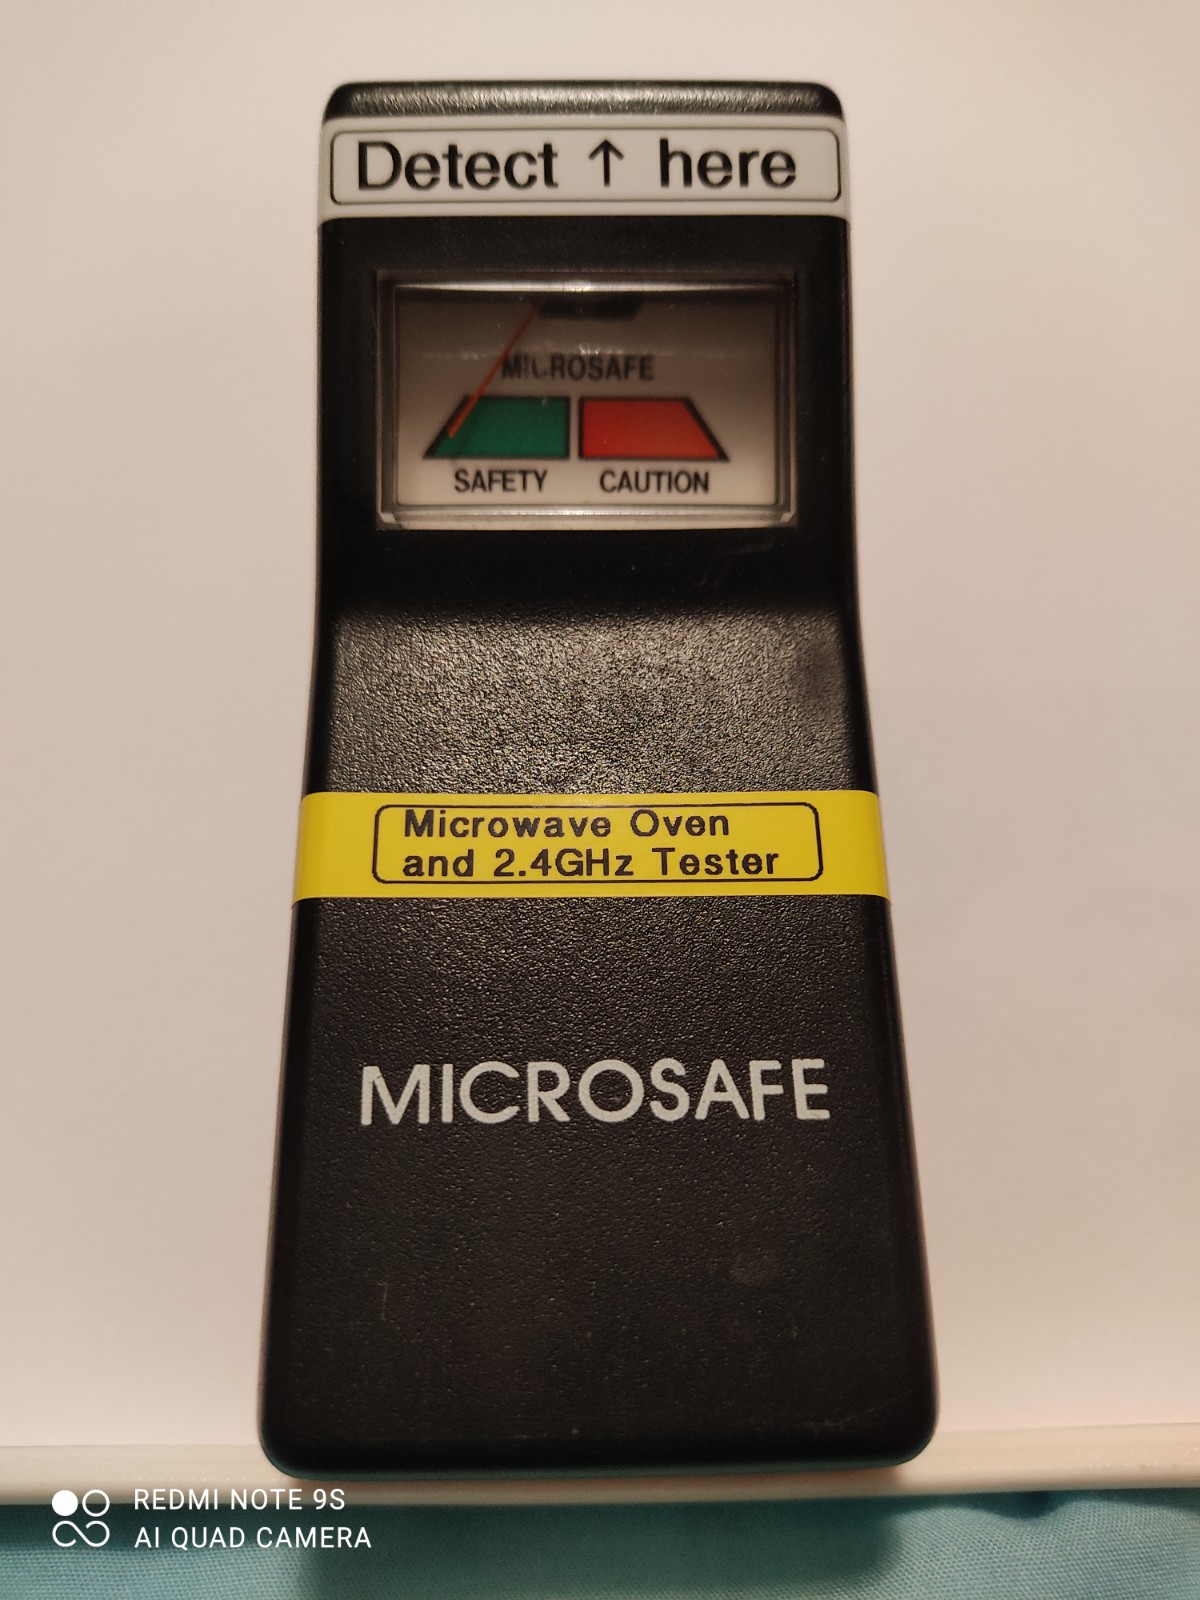 Detect ↑ here
MICROSAFE
SAFETY CAUTION
Microwave Oven
and 2.4GHz Tester
MICROSAFE
REDMI NOTE 9S
AI QUAD CAMERA